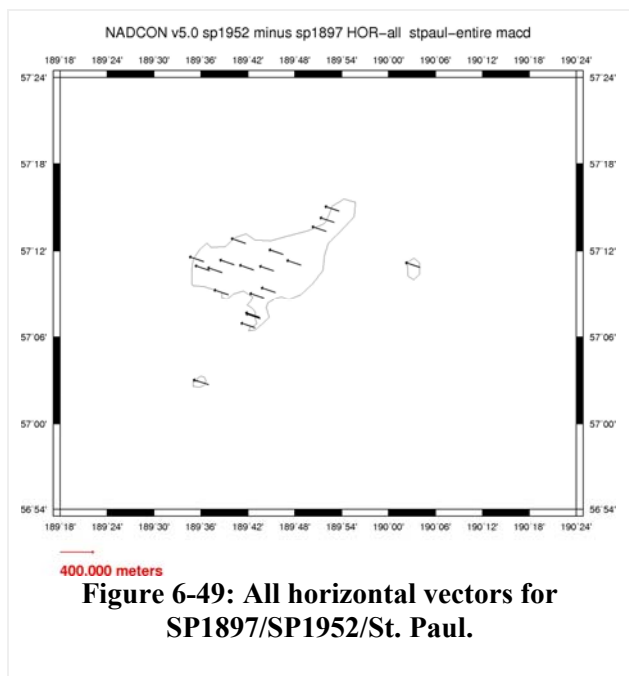 NADCON v5.0 sp1952 minus sp1897 HOR−all stpaul−entire macd
189˚18' 189˚24' 189˚30' 189˚36' 189˚42' 189˚48' 189˚54' 190˚00' 190˚06' 190˚12' 190˚18' 190˚24'
57˚24' 57˚24'
57˚18' 57˚18'
57˚12' 57˚12'
57˚06' 57˚06'
57˚00' 57˚00'
56˚54' 56˚54'
189˚18' 189˚24' 189˚30' 189˚36' 189˚42' 189˚48' 189˚54' 190˚00' 190˚06' 190˚12' 190˚18' 190˚24'
400.000 meters
Figure 6-49: All horizontal vectors for
SP1897/SP1952/St. Paul.